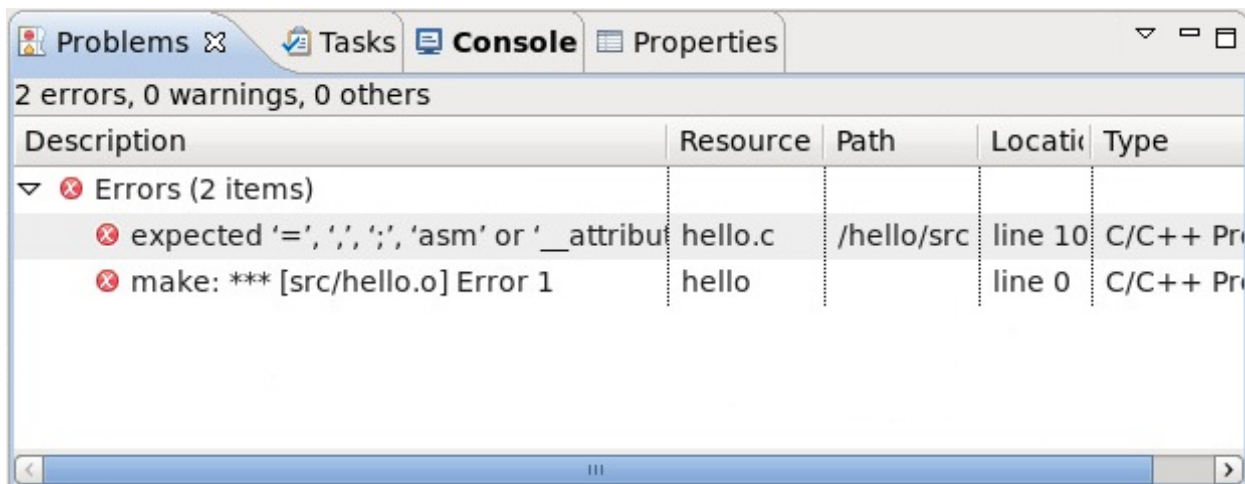 Problems Tasks Console Properties
2 errors, 0 warnings, 0 others
Description Resource Path Locatio Type
Errors (2 items)
expected ‘=’, ‘,’, ‘;’, ‘asm’ or ‘__attribut hello.c /hello/src line 10 C/C++ Pr
make: *** [src/hello.o] Error 1 hello line 0 C/C++ Pr